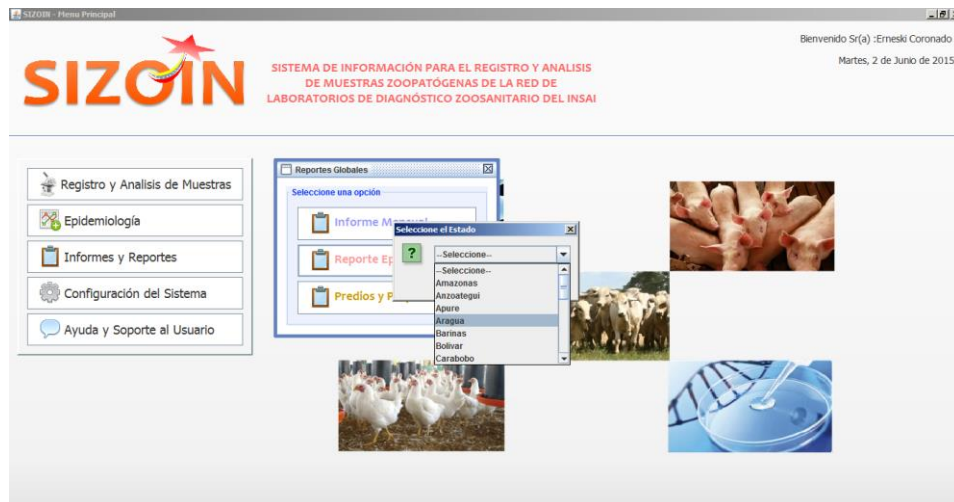 SIZOIN - Menu Principal
Bienvenido Sr(a) :Erneski Coronado
Martes, 2 de Junio de 2015
SIZOIN
SISTEMA DE INFORMACIÓN PARA EL REGISTRO Y ANALISIS
DE MUESTRAS ZOOPATÓGENAS DE LA RED DE
LABORATORIOS DE DIAGNÓSTICO ZOOSANITARIO DEL INSAI
Registro y Analisis de Muestras
Epidemiología
Informes y Reportes
Configuración del Sistema
Ayuda y Soporte al Usuario
Reportes Globales
Seleccione una opción
Informe
Reporte
Predios y
Seleccione el Estado
?
--Seleccione--
--Seleccione--
Amazonas
Anzoategui
Apure
Aragua
Barinas
Bolivar
Carabobo